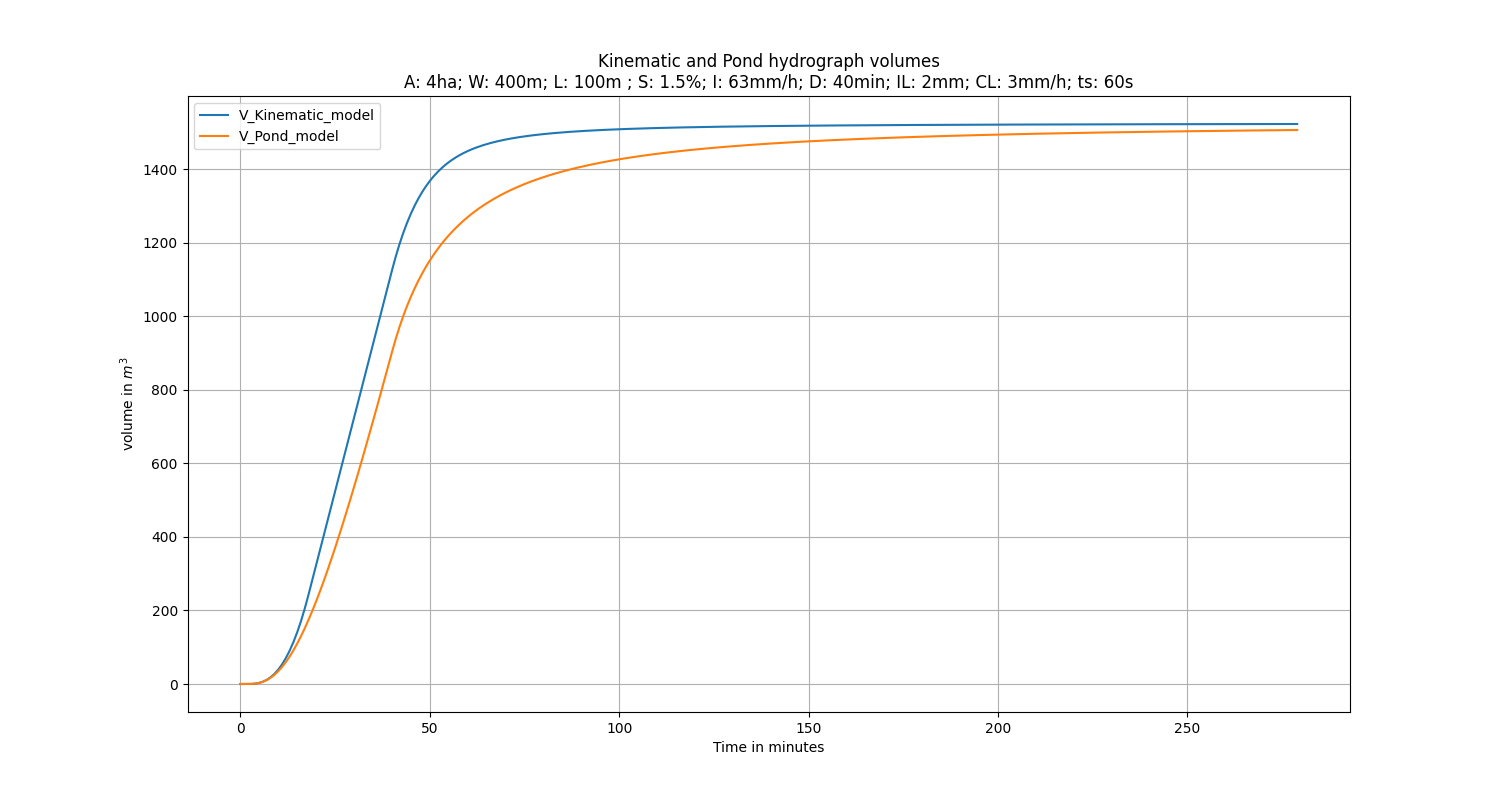 Kinematic and Pond hydrograph volumes
A: 4ha; W: 400m; L: 100m ; S: 1.5%; I: 63mm/h; D: 40min; IL: 2mm; CL: 3mm/h; ts: 60s
V_Kinematic_model
V_Pond_model
1400
1200
1000
800
600
400
200
0
volume in m³
0 50 100 150 200 250
Time in minutes